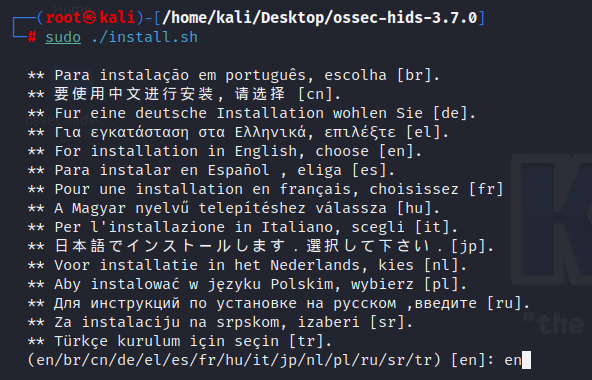 ┌──(root㉿kali)-[/home/kali/Desktop/ossec-hids-3.7.0]
└─# sudo ./install.sh
** Para instalação em português, escolha [br].
** 要使用中文进行安装, 请选择 [cn].
** Fur eine deutsche Installation wohlen Sie [de].
** Για εγκατάσταση στα Ελληνικά, επιλέξτε [el].
** For installation in English, choose [en].
** Para instalar en Español , eliga [es].
** Pour une installation en français, choisissez [fr]
** A Magyar nyelvű telepítéshez válassza [hu].
** Per l'installazione in Italiano, scegli [it].
** 日本語でインストールします．選択して下さい．[jp].
** Voor installatie in het Nederlands, kies [nl].
** Aby instalować w języku Polskim, wybierz [pl].
** Для инструкций по установке на русском ,введите [ru].
** Za instalaciju na srpskom, izaberi [sr].
** Türkçe kurulum için seçin [tr].
(en/br/cn/de/el/es/fr/hu/it/jp/nl/pl/ru/sr/tr) [en]: en
"the